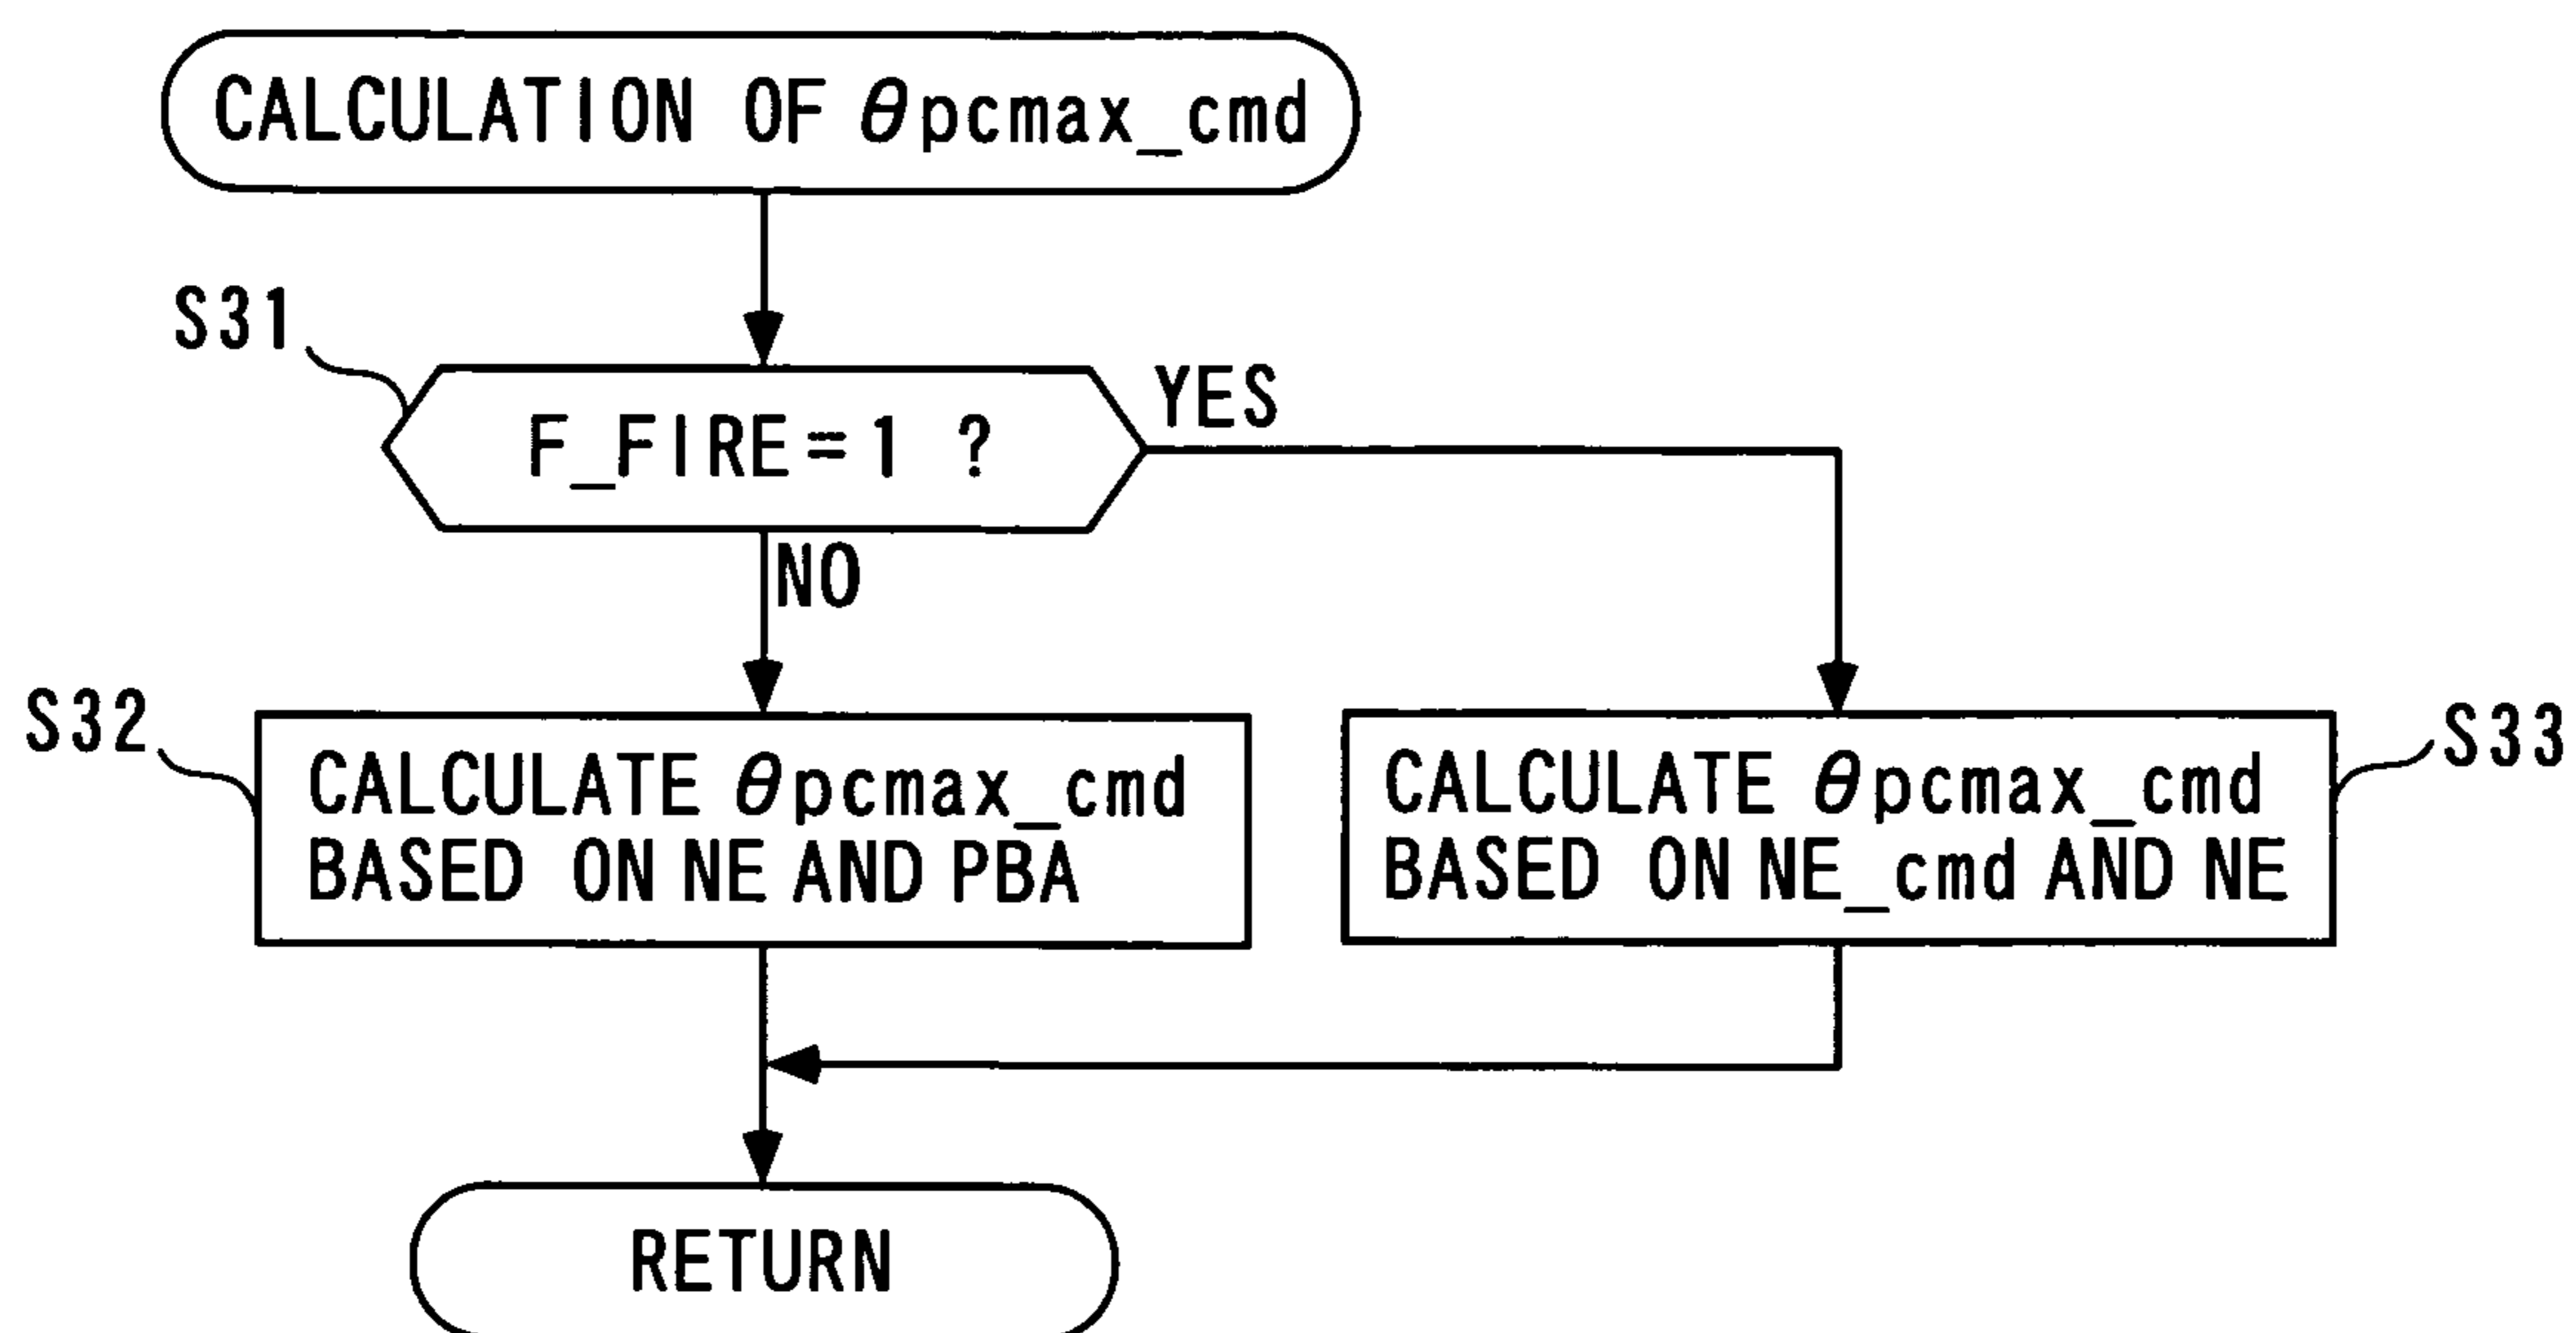 CALCULATION OF θpcmax_cmd
S31
F_FIRE=1 ?
YES
NO
S32
CALCULATE θpcmax_cmd
BASED ON NE AND PBA
S33
CALCULATE θpcmax_cmd
BASED ON NE_cmd AND NE
RETURN